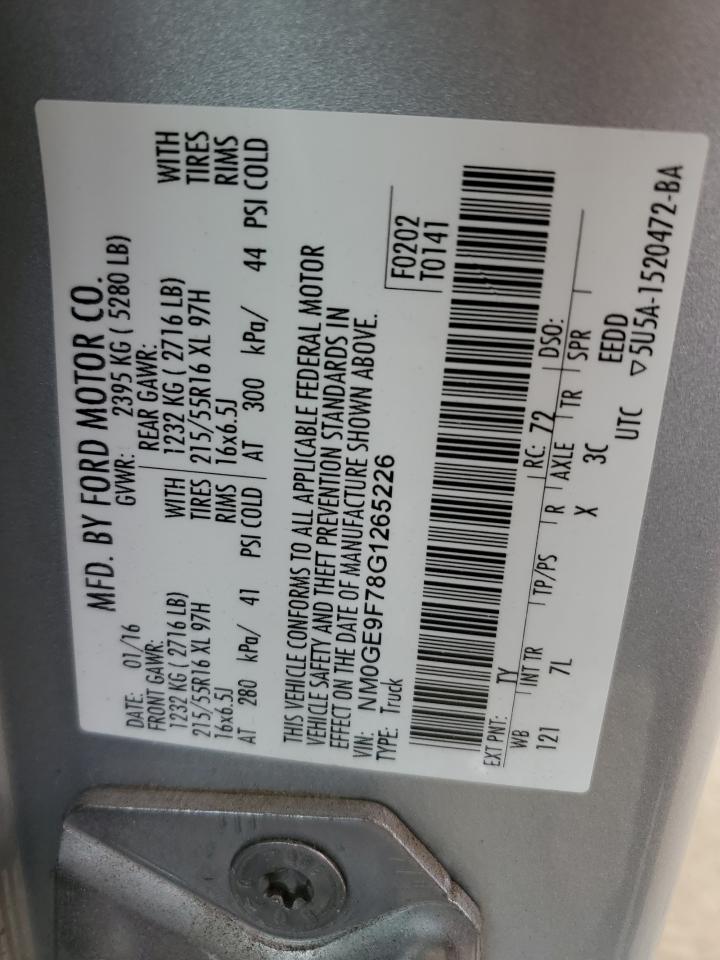 MFD. BY FORD MOTOR CO.
DATE: 01/16 GVWR: 2395 KG ( 5280 LB)
FRONT GAWR: REAR GAWR:
1232 KG ( 2716 LB) WITH 1232 KG ( 2716 LB) WITH
215/55R16 XL 97H TIRES 215/55R16 XL 97H TIRES
16x6.5J RIMS 16x6.5J RIMS
AT 280 kPa/ 41 PSI COLD AT 300 kPa/ 44 PSI COLD
THIS VEHICLE CONFORMS TO ALL APPLICABLE FEDERAL MOTOR
VEHICLE SAFETY AND THEFT PREVENTION STANDARDS IN
EFFECT ON THE DATE OF MANUFACTURE SHOWN ABOVE.
VIN: NM0GE9F78G1265226
TYPE: Truck
F0202
T0141
EXT PNT: TY RC: 72 DSO:
WB INT TR TP/PS R AXLE TR SPR
121 7L X 3C EEDD
UTC ▽5U5A-1520472-BA